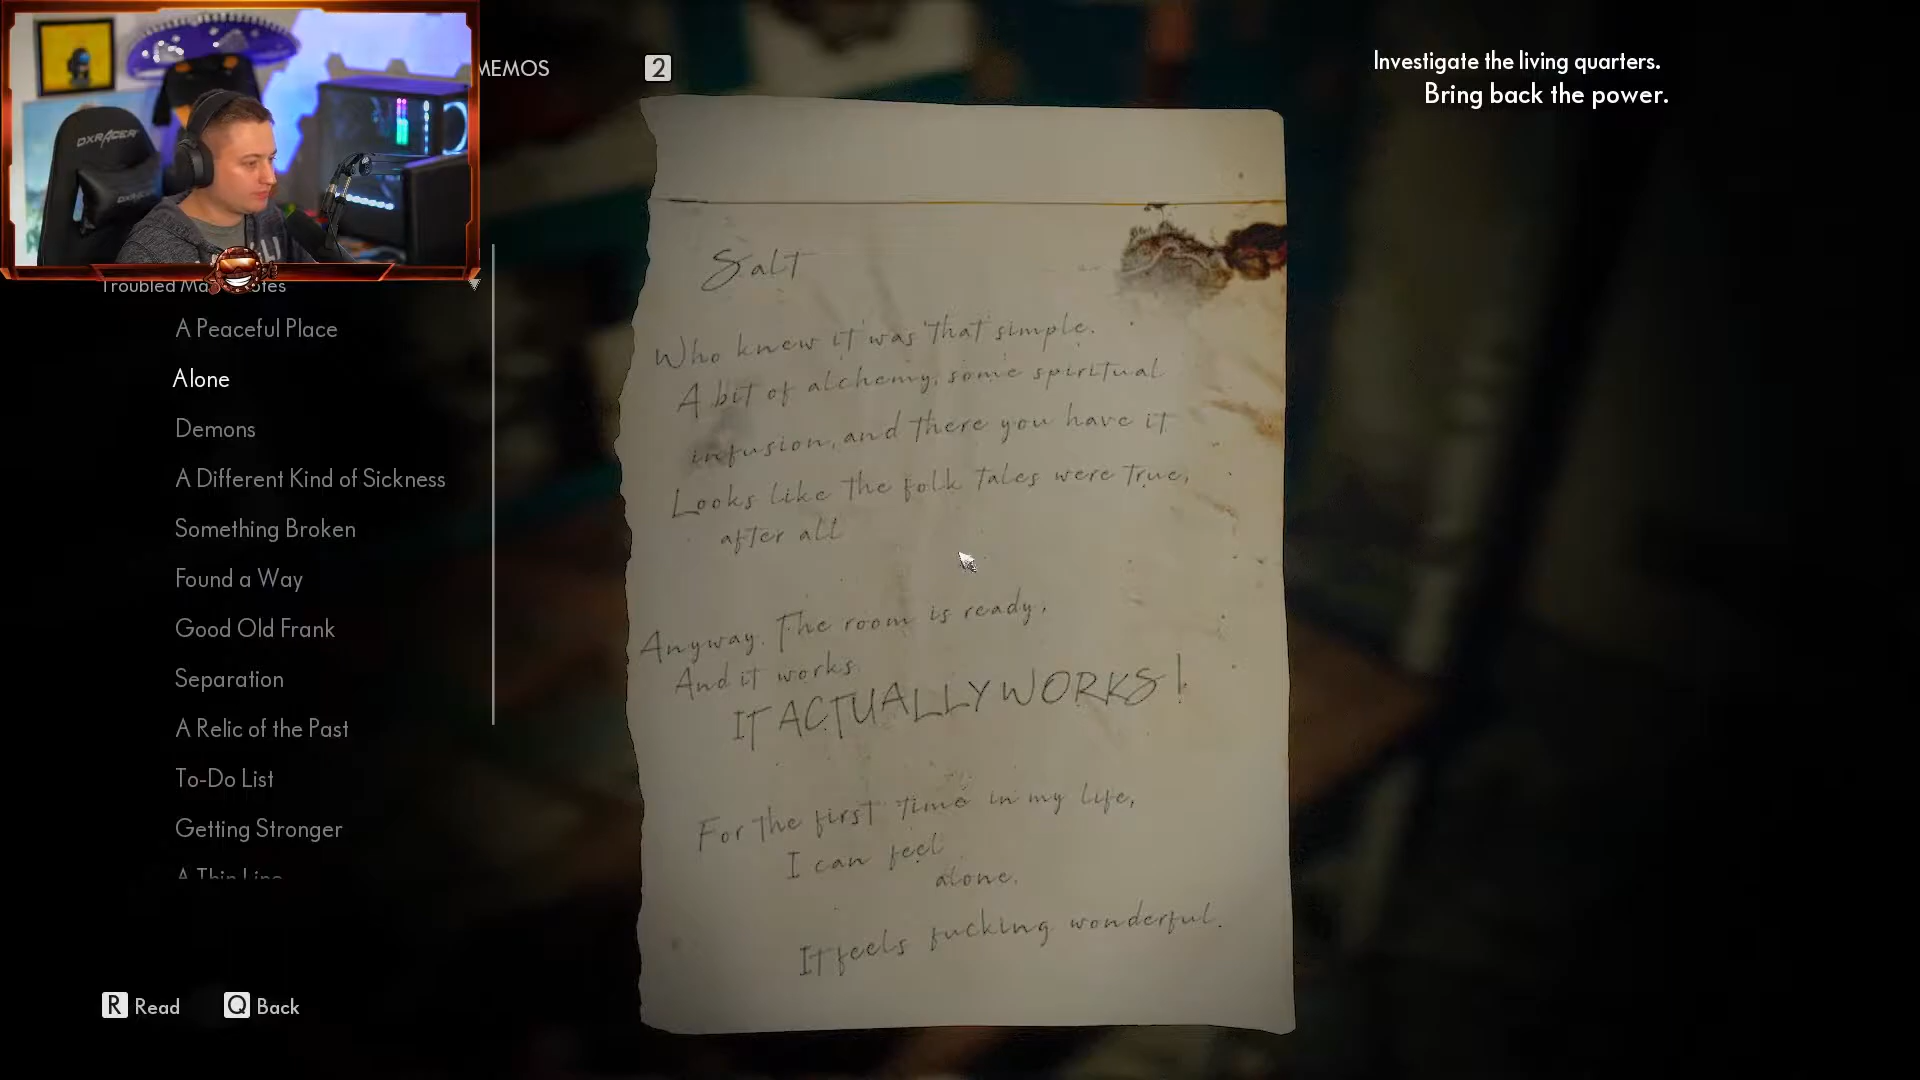 MEMOS
2
Investigate the living quarters.
Bring back the power.
DXRACER
A Peaceful Place
Alone
Demons
A Different Kind of Sickness
Something Broken
Found a Way
Good Old Frank
Separation
A Relic of the Past
To-Do List
Getting Stronger
A Thin Line
R Read
Q Back
Salt
Who knew it was that simple.
A bit of alchemy, some spiritual
infusion, and there you have it
Looks like the folk tales were true,
after all
Anyway. The room is ready,
And it works
IT ACTUALLY WORKS!
For the first time in my life,
I can feel
alone.
It feels fucking wonderful.